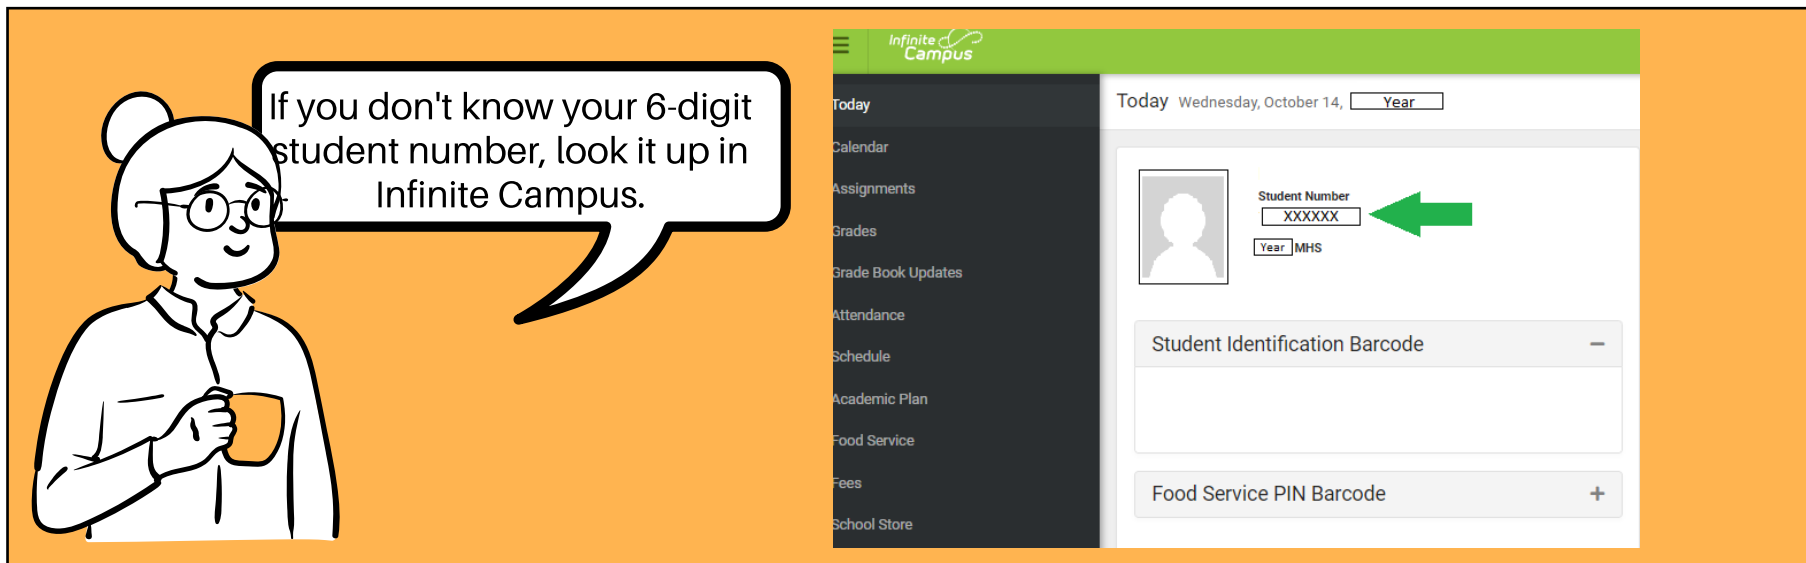 If you don't know your 6-digit
student number, look it up in
Infinite Campus.
Infinite
Campus
Today
Calendar
Assignments
Grades
Grade Book Updates
Attendance
Schedule
Academic Plan
Food Service
Fees
School Store
Today Wednesday, October 14, Year
Student Number
XXXXXX
Year MHS
Student Identification Barcode
Food Service PIN Barcode